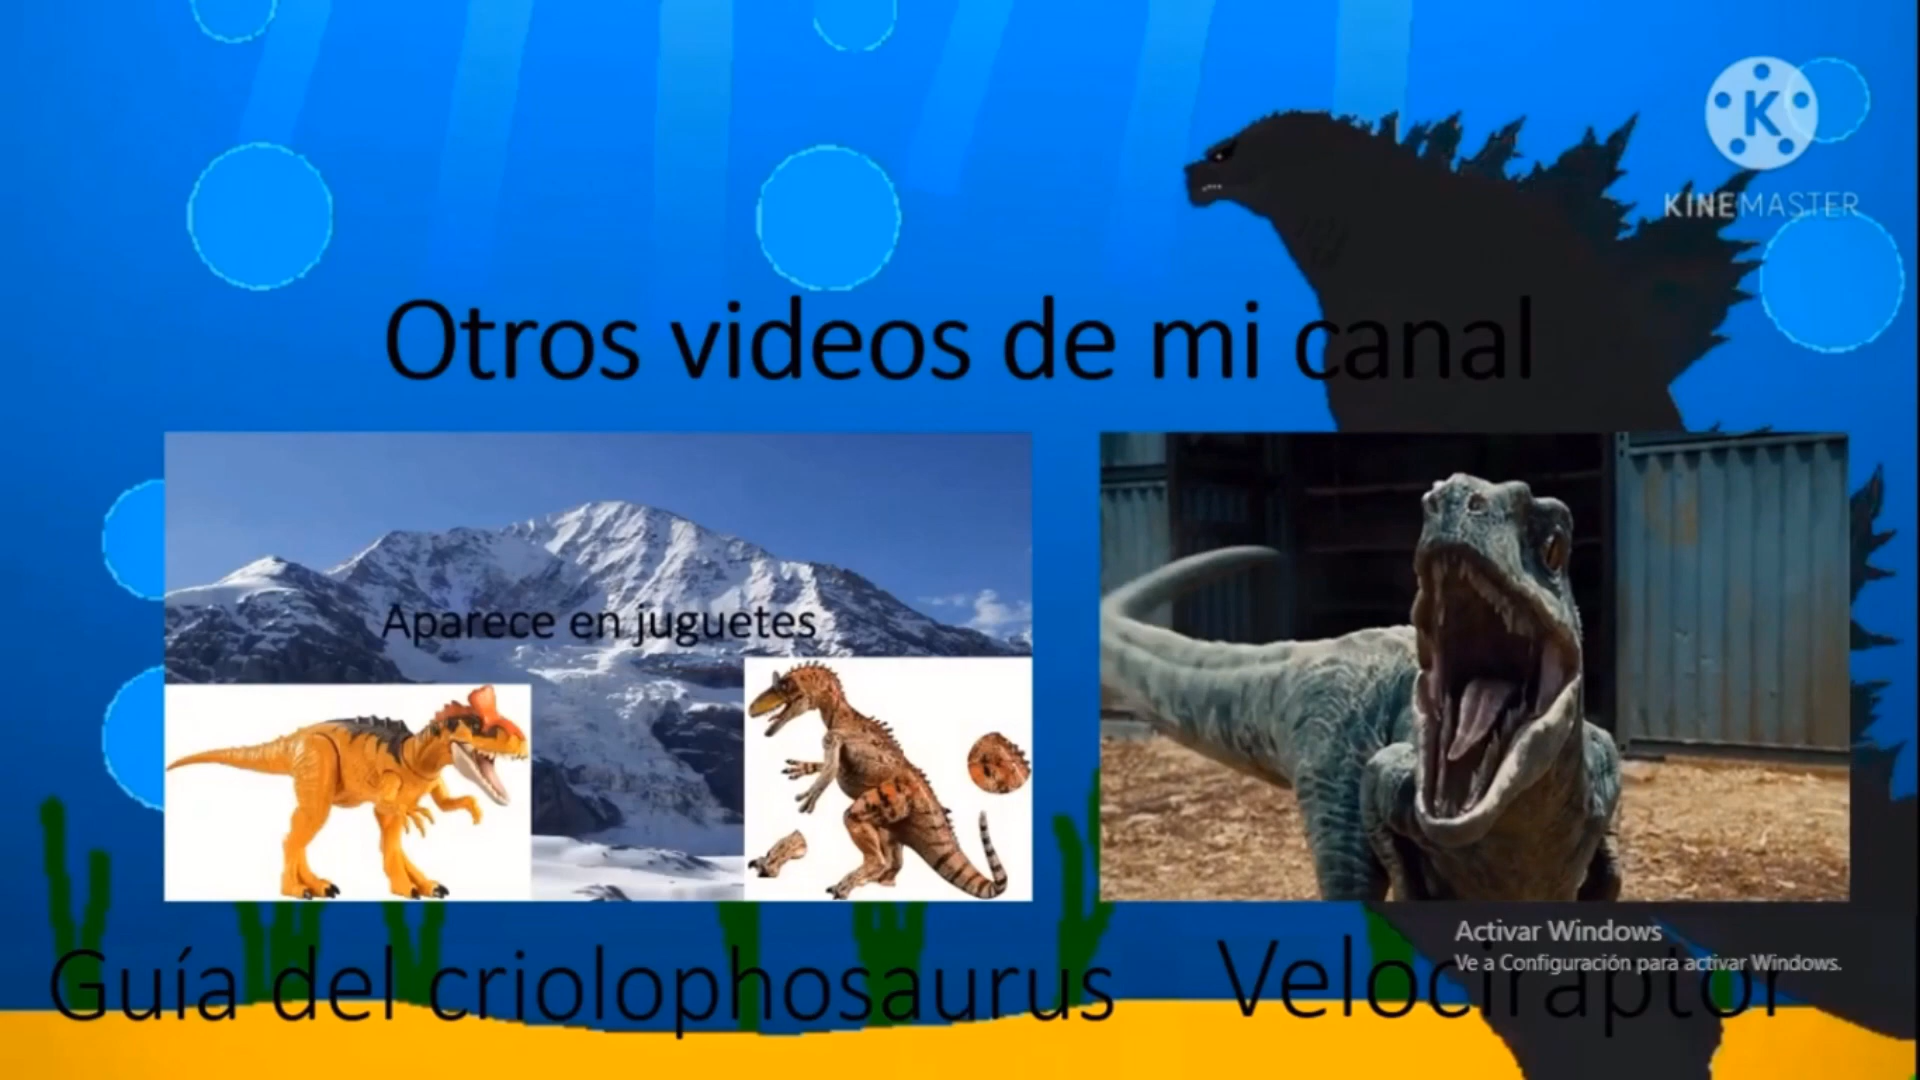 K
KINEMASTER
Otros videos de mi canal
Aparece en juguetes
Guía del criolophosaurus
Velociraptor
Activar Windows
Ve a Configuración para activar Windows.